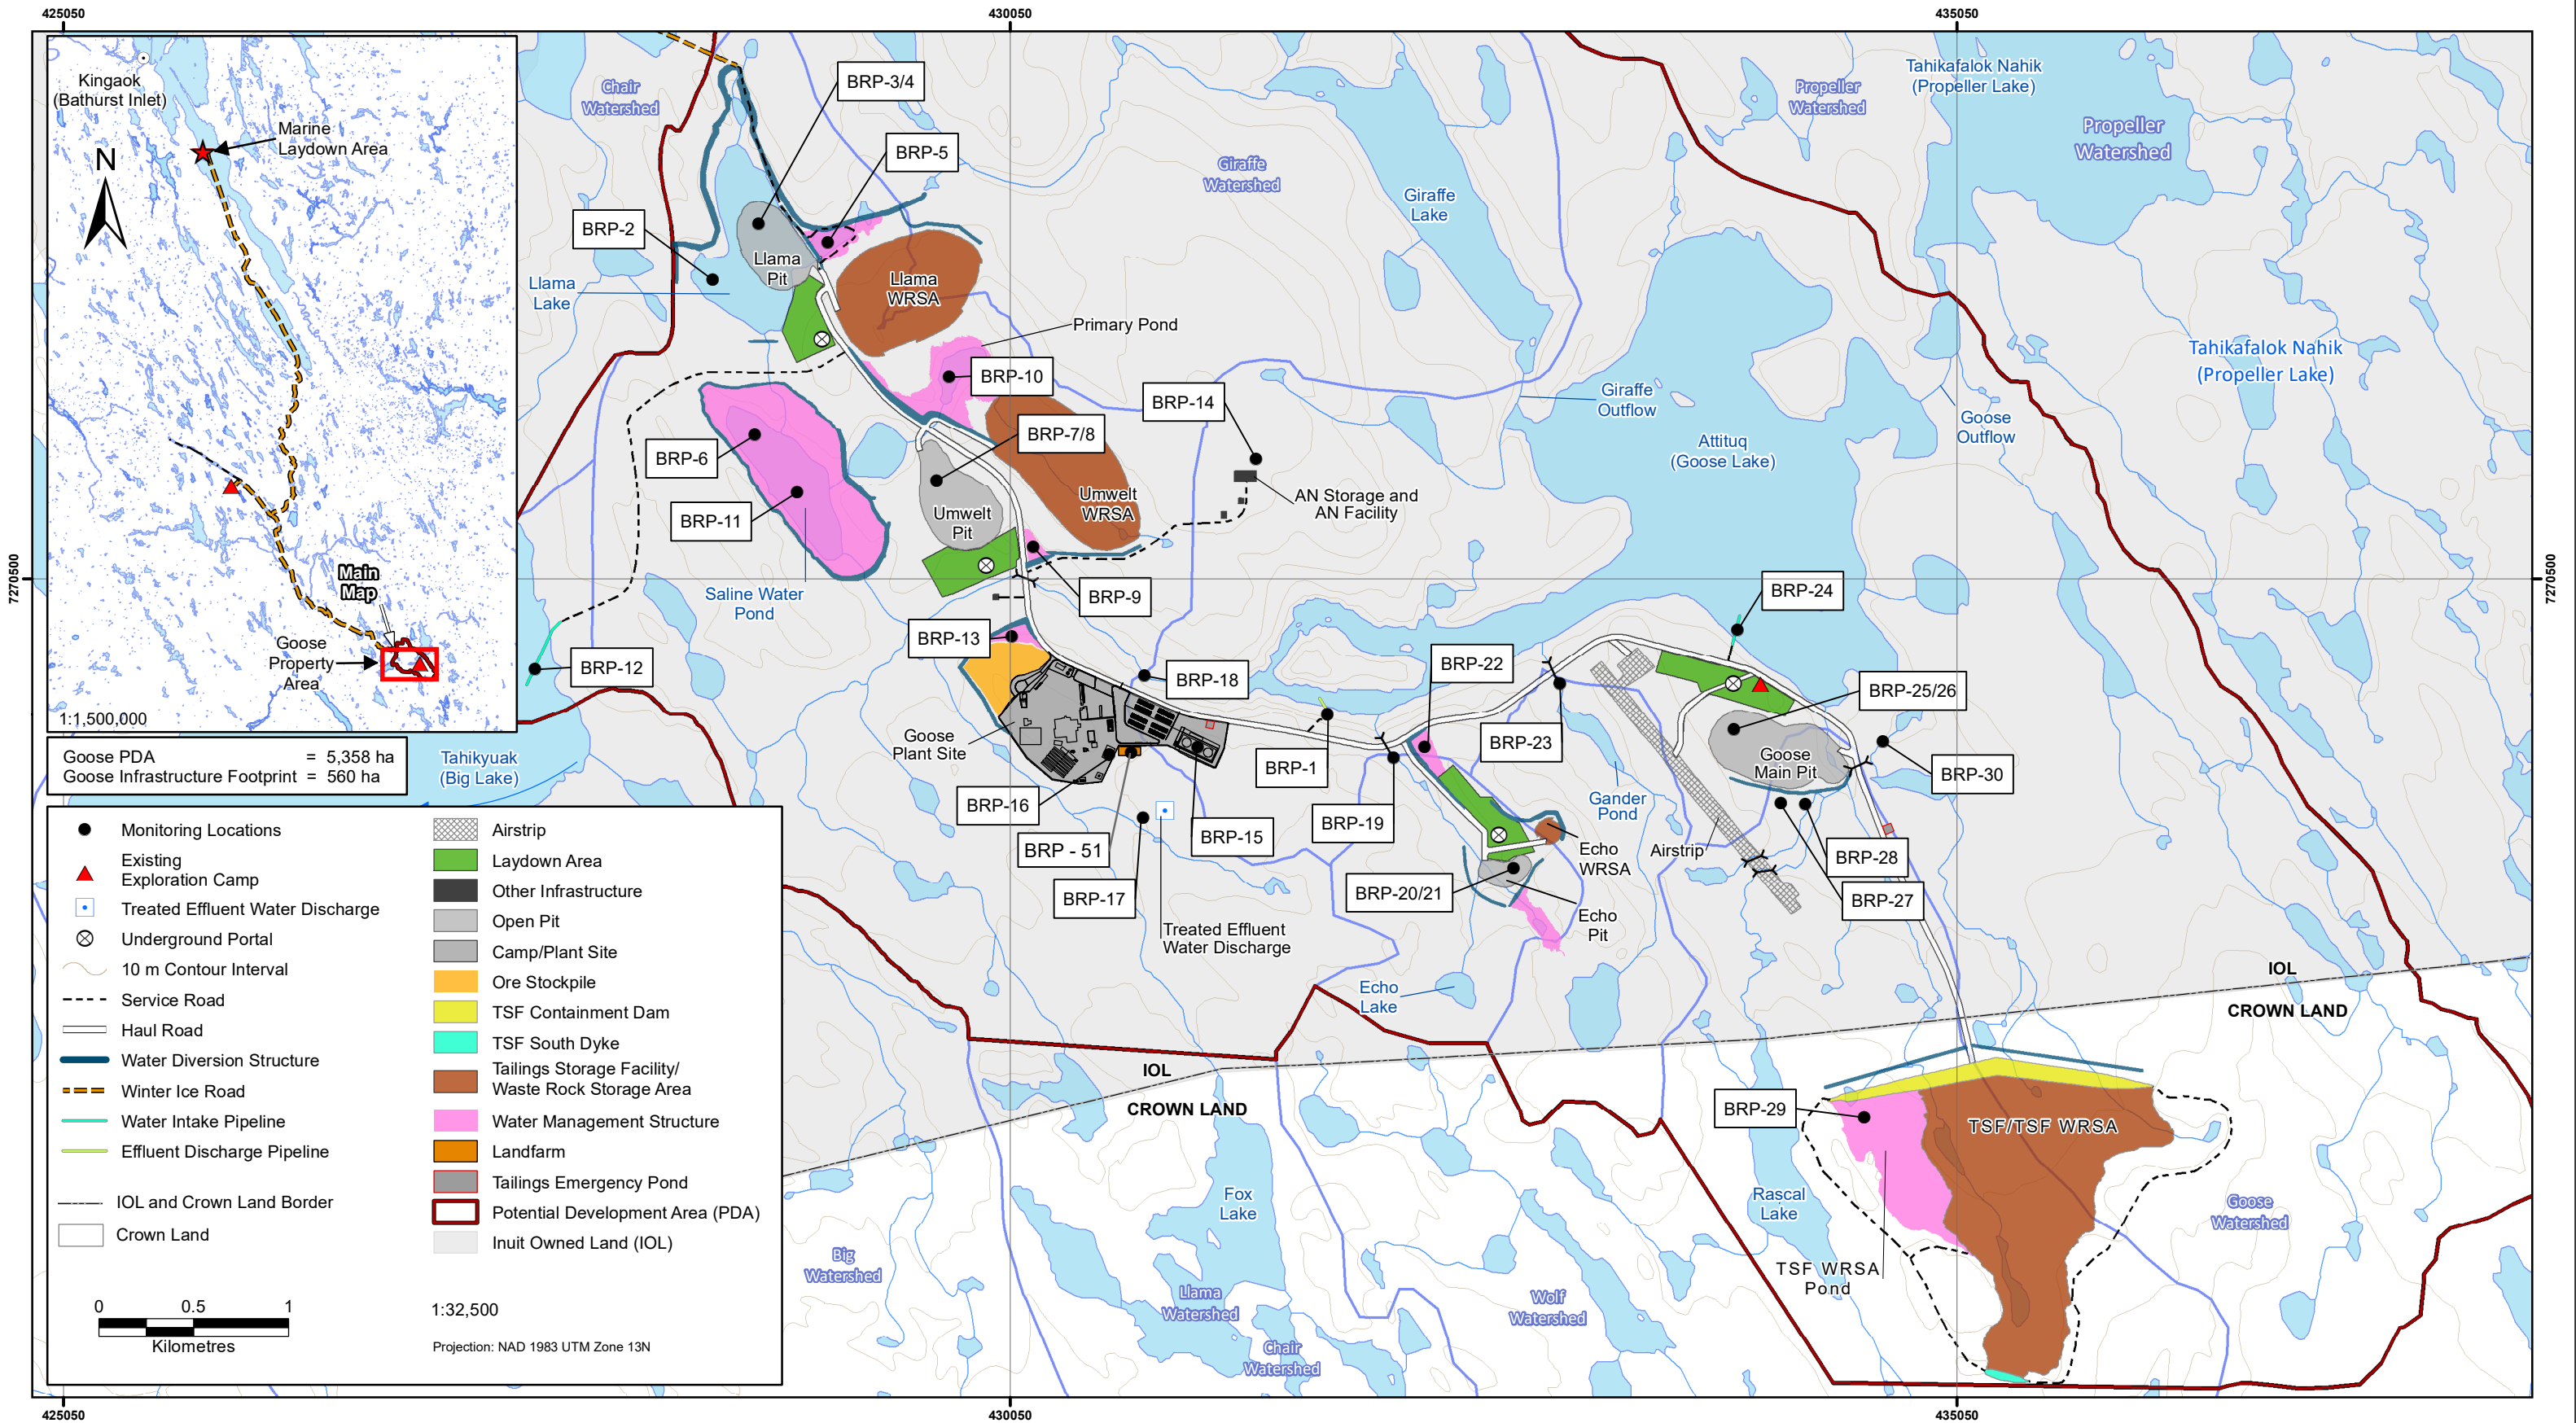 425050
430050
435050
7270500
7270500
425050
430050
435050
Kingaok
(Bathurst Inlet)
Marine
Laydown Area
N
Main
Map
Goose
Property
Area
1:1,500,000
Goose PDA = 5,358 ha
Goose Infrastructure Footprint = 560 ha
Monitoring Locations
Existing
Exploration Camp
Treated Effluent Water Discharge
Underground Portal
10 m Contour Interval
Service Road
Haul Road
Water Diversion Structure
Winter Ice Road
Water Intake Pipeline
Effluent Discharge Pipeline
IOL and Crown Land Border
Crown Land
Airstrip
Laydown Area
Other Infrastructure
Open Pit
Camp/Plant Site
Ore Stockpile
TSF Containment Dam
TSF South Dyke
Tailings Storage Facility/
Waste Rock Storage Area
Water Management Structure
Landfarm
Tailings Emergency Pond
Potential Development Area (PDA)
Inuit Owned Land (IOL)
0 0.5 1
Kilometres
1:32,500
Projection: NAD 1983 UTM Zone 13N
Chair
Watershed
BRP-3/4
BRP-5
BRP-2
Llama
Pit
Llama
Lake
Llama
WRSA
Primary Pond
BRP-10
BRP-14
BRP-7/8
BRP-6
BRP-11
Umwelt
Pit
Umwelt
WRSA
AN Storage and
AN Facility
Saline Water
Pond
BRP-9
BRP-13
BRP-12
BRP-18
Goose
Plant Site
Tahikyuak
(Big Lake)
BRP-16
BRP - 51
BRP-17
BRP-15
Treated Effluent
Water Discharge
BRP-1
BRP-19
BRP-22
BRP-23
BRP-20/21
Echo
WRSA
Echo
Pit
Echo
Lake
Gander
Pond
Airstrip
BRP-24
BRP-25/26
Goose
Main Pit
BRP-30
BRP-28
BRP-27
Giraffe
Watershed
Giraffe
Lake
Giraffe
Outflow
Attituq
(Goose Lake)
Goose
Outflow
Propeller
Watershed
Tahikafalok Nahik
(Propeller Lake)
Propeller
Watershed
Tahikafalok Nahik
(Propeller Lake)
IOL
CROWN LAND
IOL
CROWN LAND
BRP-29
TSF/TSF WRSA
TSF WRSA
Pond
Rascal
Lake
Goose
Watershed
Fox
Lake
Big
Watershed
Llama
Watershed
Chair
Watershed
Wolf
Watershed